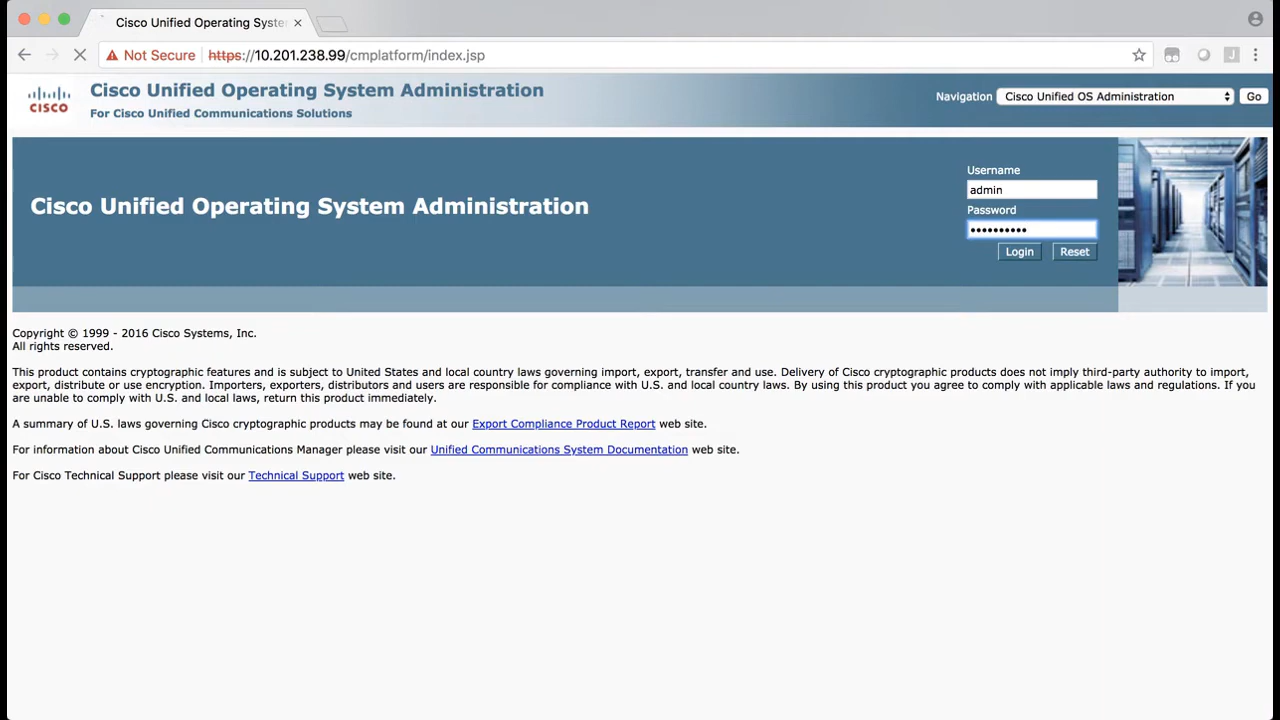 Cisco Unified Operating Syste
Not Secure https://10.201.238.99/cmplatform/index.jsp
CISCO
Cisco Unified Operating System Administration
For Cisco Unified Communications Solutions
Navigation Cisco Unified OS Administration Go
Cisco Unified Operating System Administration
Username
admin
Password
••••••••••
Login Reset
Copyright © 1999 - 2016 Cisco Systems, Inc.
All rights reserved.
This product contains cryptographic features and is subject to United States and local country laws governing import, export, transfer and use. Delivery of Cisco cryptographic products does not imply third-party authority to import,
export, distribute or use encryption. Importers, exporters, distributors and users are responsible for compliance with U.S. and local country laws. By using this product you agree to comply with applicable laws and regulations. If you
are unable to comply with U.S. and local laws, return this product immediately.
A summary of U.S. laws governing Cisco cryptographic products may be found at our Export Compliance Product Report web site.
For information about Cisco Unified Communications Manager please visit our Unified Communications System Documentation web site.
For Cisco Technical Support please visit our Technical Support web site.